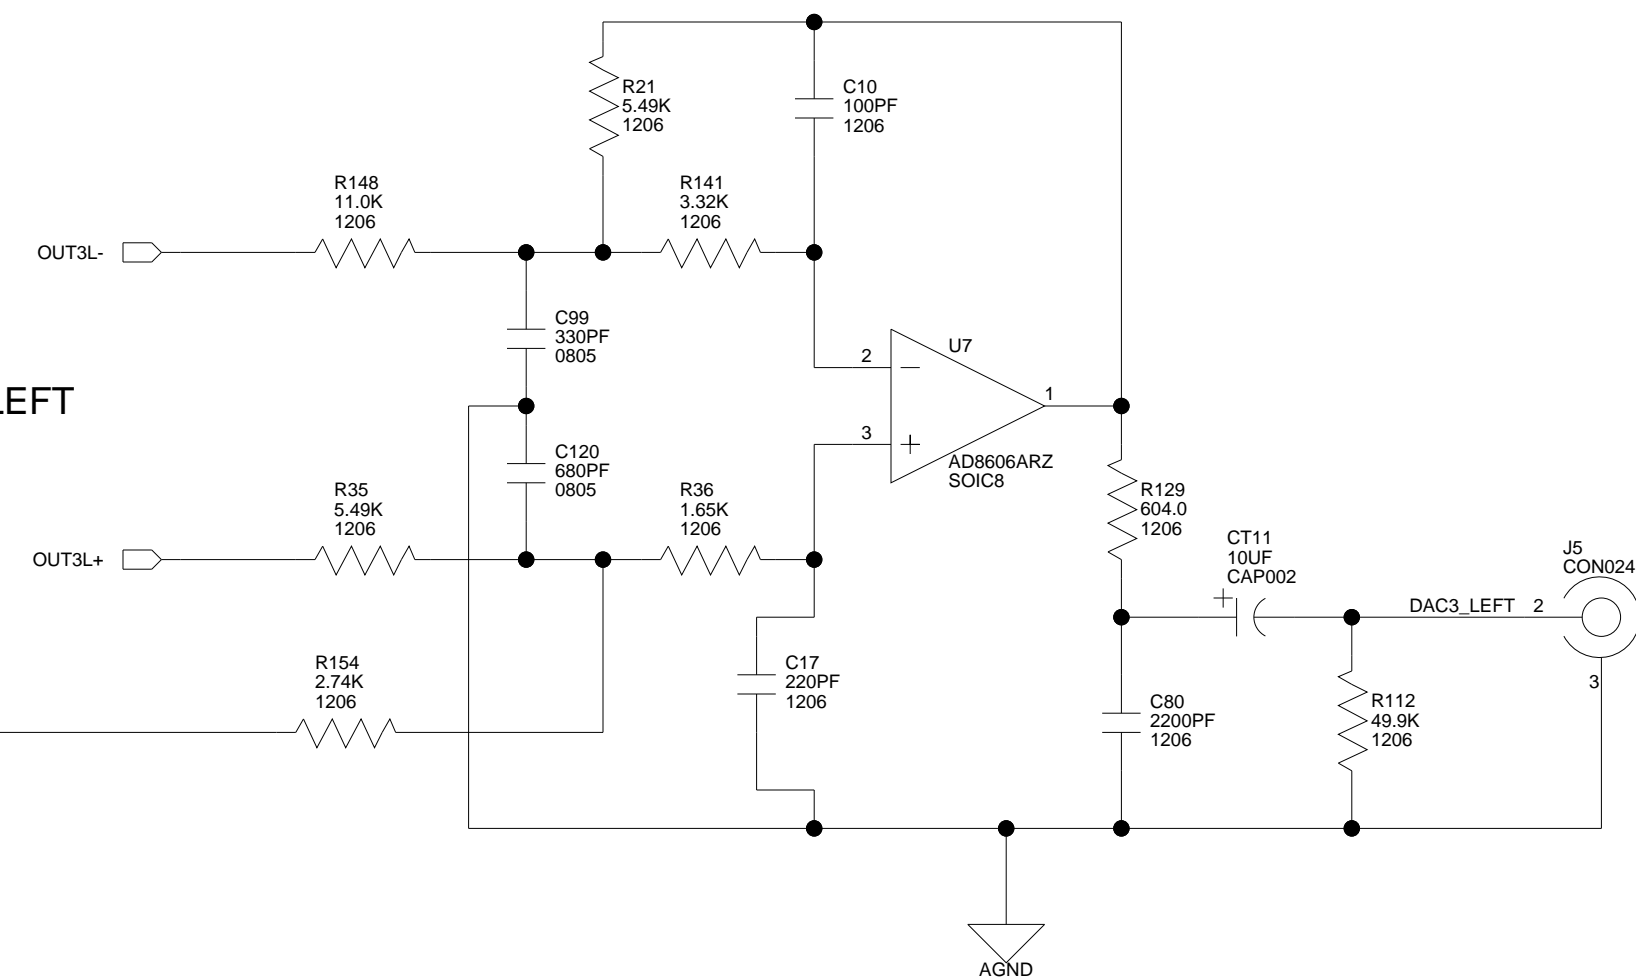 R21
5.49K
1206
C10
100PF
1206
R148
11.0K
1206
R141
3.32K
1206
OUT3L-
C99
330PF
0805
2
U7
1
LEFT
3
C120
680PF
0805
AD8606ARZ
SOIC8
R35
5.49K
1206
R36
1.65K
1206
R129
604.0
1206
OUT3L+
CT11
10UF
CAP002
J5
CON024
DAC3_LEFT 2
R154
2.74K
1206
C17
220PF
1206
3
C80
2200PF
1206
R112
49.9K
1206
AGND